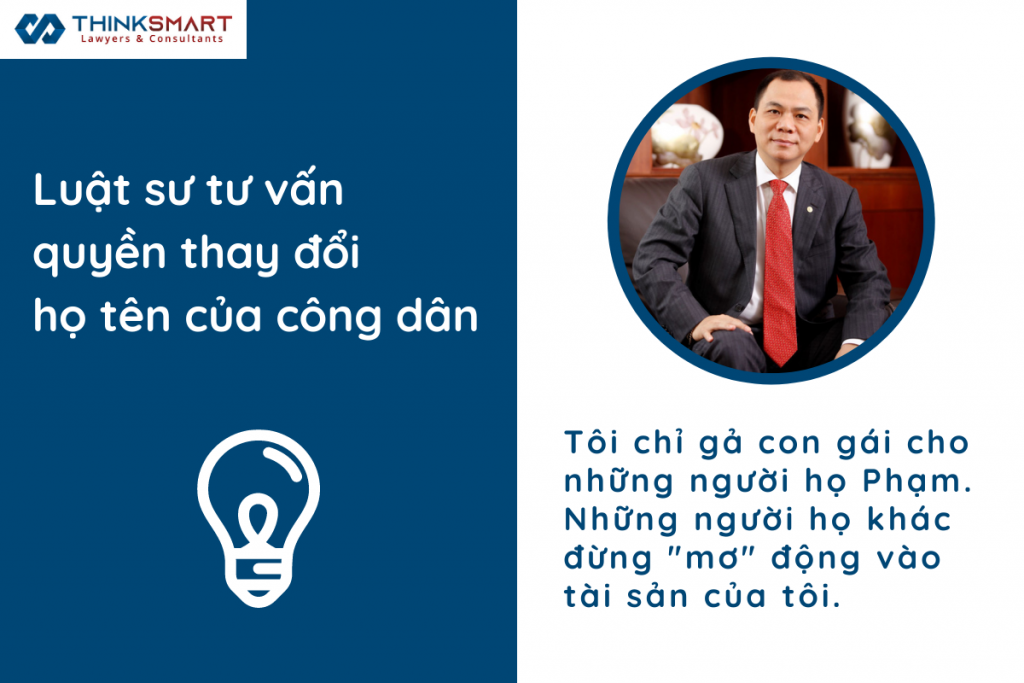 THINKSMART
Lawyers & Consultants
Luật sư tư vấn
quyền thay đổi
họ tên của công dân
Tôi chỉ gả con gái cho
những người họ Phạm.
Những người họ khác
đừng "mơ" động vào
tài sản của tôi.